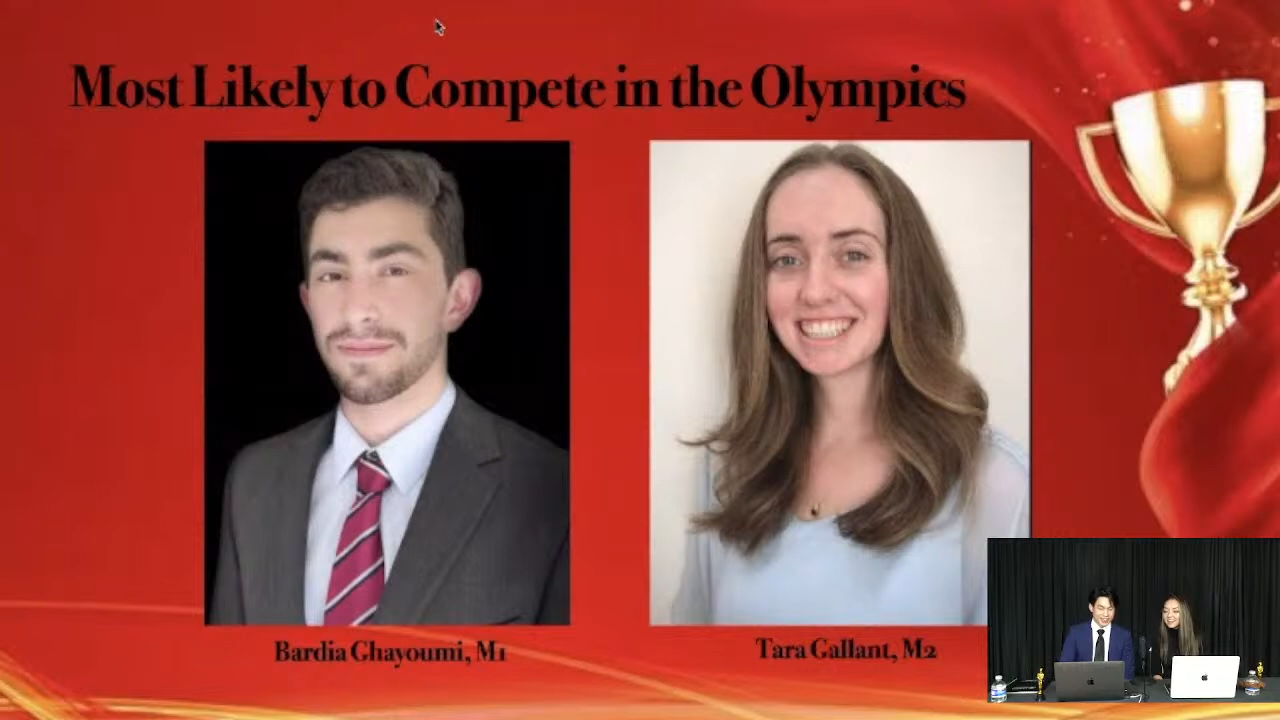 Most Likely to Compete in the Olympics
Bardia Ghayoumi, M1
Tara Gallant, M2